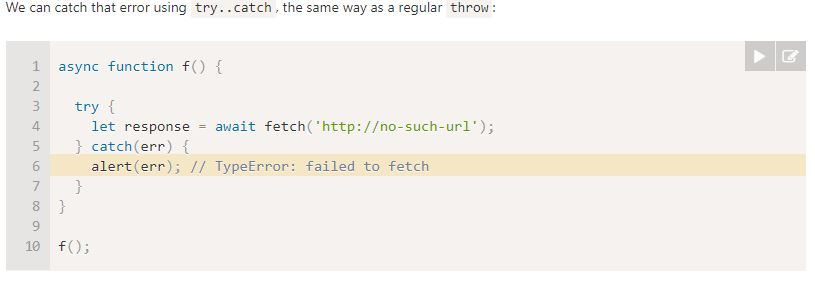 We can catch that error using try..catch, the same way as a regular throw:
1 async function f() {
2
3 try {
4 let response = await fetch('http://no-such-url');
5 } catch(err) {
6 alert(err); // TypeError: failed to fetch
7 }
8 }
9
10 f();